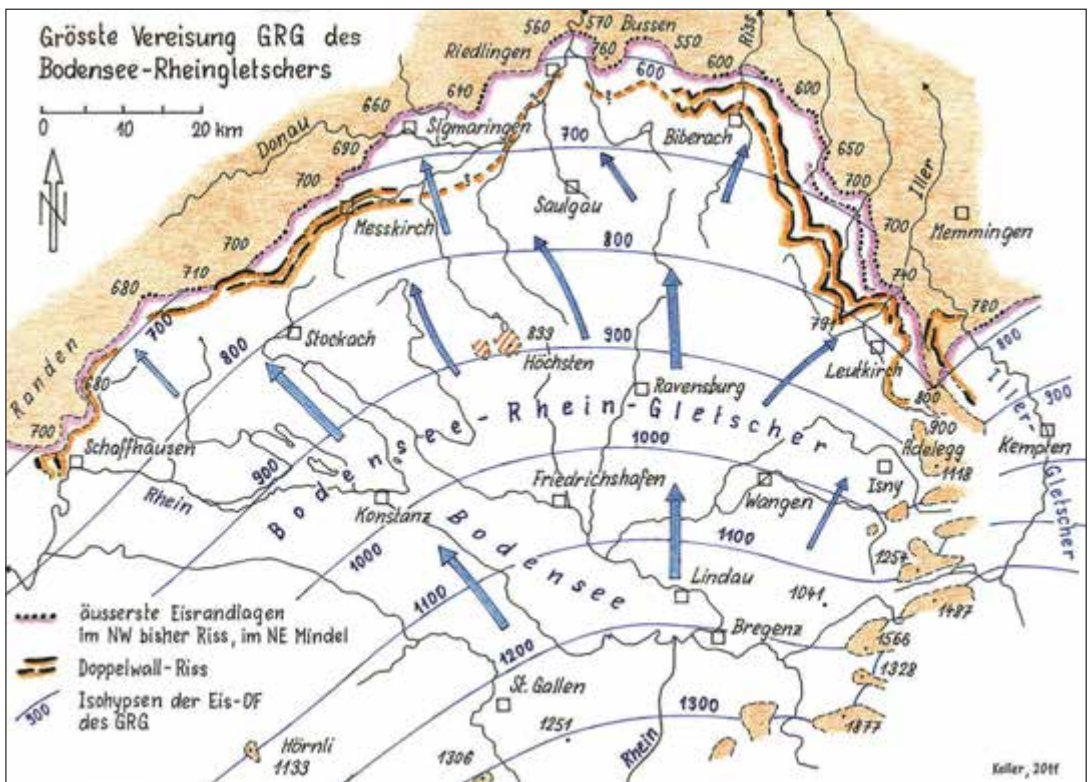 Grösste Vereisung GRG des
Bodensee-Rheingletschers
0 10 20 km
N
560
570
Bussen
760
550
Riss
Riedlingen
600
600
600
640
660
Sigmaringen
Donau
690
Biberach
700
650
700
700
Iller
Saulgau
Messkirch
700
Memmingen
700
710
800
740
680
780
700
800
Stockach
833
Höchsten
900
791
Leutkirch
800
Iller-
Gletscher
Randen
680
Ravensburg
800
900
900
Bodensee-Rhein-Gletscher
700
Schaffhausen
900
1000
Adelegg
1118
Kempten
Rhein
Konstanz
Friedrichshafen
Wangen
Isny
1000
Bodensee
1100
1254
1100
Lindau
1041
1487
äusserste Eisrandlagen
im NW bisher Riss, im NE Mindel
Doppelwall-Riss
900
Isohypsen der Eis-OF
des GRG
1200
Bregenz
1566
1328
St. Gallen
1251
1300
1877
Hörnli
1133
1306
Rhein
Keller, 2011